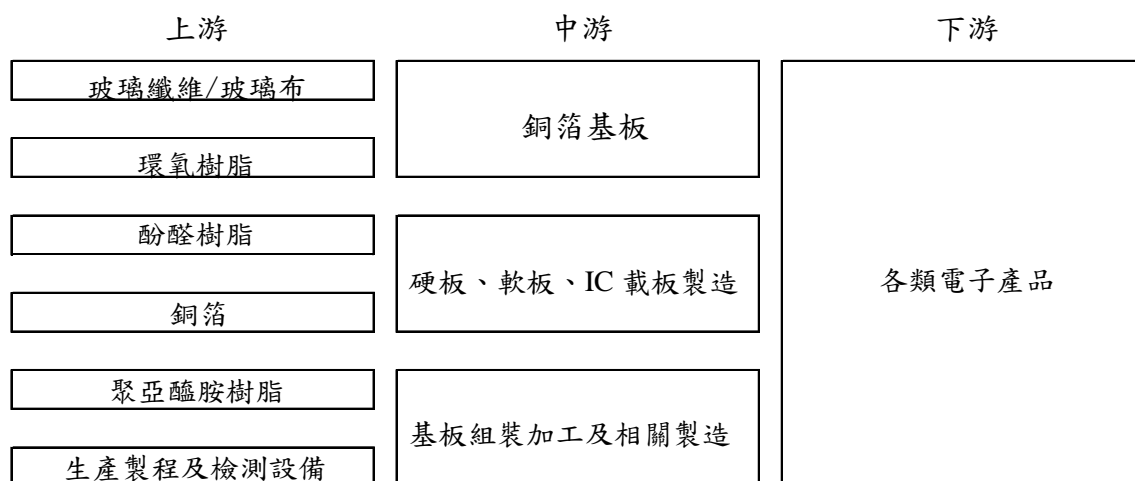 上游 中游 下游
玻璃纖維/玻璃布
環氧樹脂
酚醛樹脂
銅箔
聚亞醯胺樹脂
生產製程及檢測設備
銅箔基板
硬板、軟板、IC 載板製造
基板組裝加工及相關製造
各類電子產品